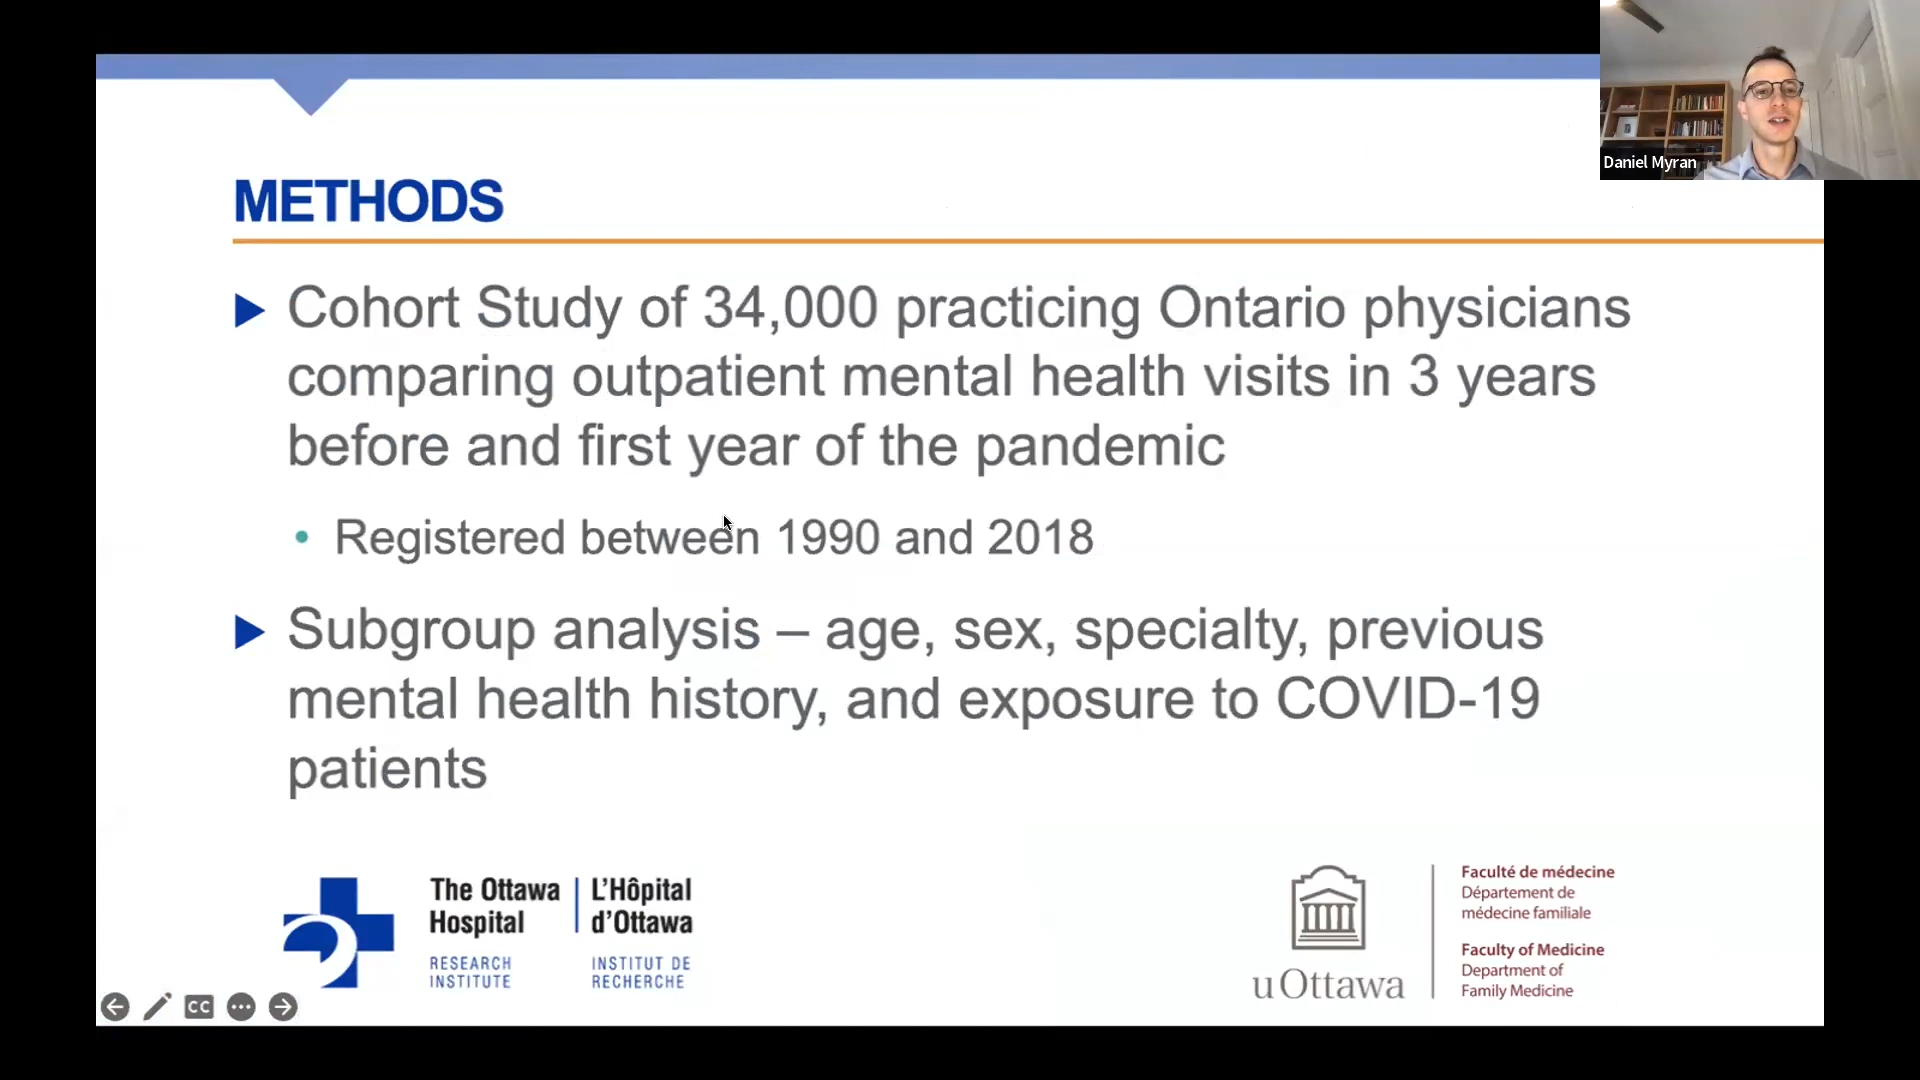 Daniel Myran
METHODS
Cohort Study of 34,000 practicing Ontario physicians
comparing outpatient mental health visits in 3 years
before and first year of the pandemic
Registered between 1990 and 2018
Subgroup analysis – age, sex, specialty, previous
mental health history, and exposure to COVID-19
patients
The Ottawa
Hospital
RESEARCH
INSTITUTE
L'Hôpital
d'Ottawa
INSTITUT DE
RECHERCHE
uOttawa
Faculté de médecine
Département de
médecine familiale
Faculty of Medicine
Department of
Family Medicine
CC